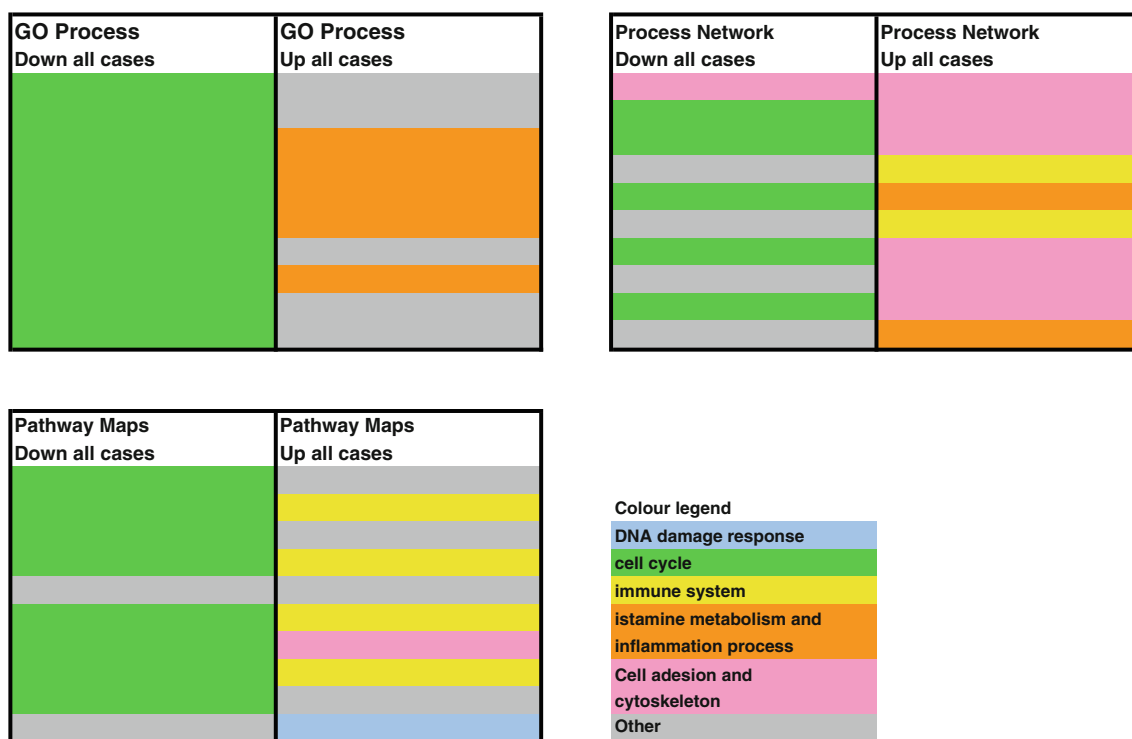 GO Process
Down all cases
GO Process
Up all cases
Process Network
Down all cases
Process Network
Up all cases
Pathway Maps
Down all cases
Pathway Maps
Up all cases
Colour legend
DNA damage response
cell cycle
immune system
istamine metabolism and
inflammation process
Cell adesion and
cytoskeleton
Other